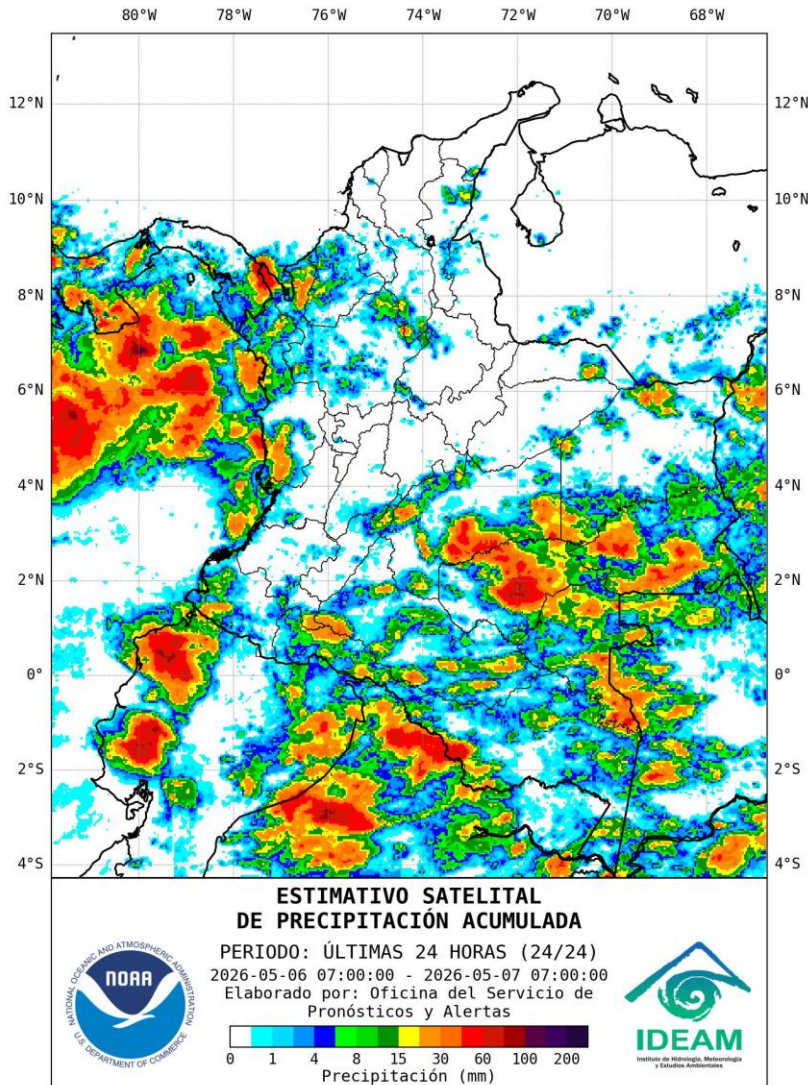 80°W 78°W 76°W 74°W 72°W 70°W 68°W
12°N 12°N
10°N 10°N
8°N 8°N
6°N 6°N
4°N 4°N
2°N 2°N
0° 0°
2°S 2°S
4°S 4°S
ESTIMATIVO SATELITAL
DE PRECIPITACIÓN ACUMULADA
PERIODO: ÚLTIMAS 24 HORAS (24/24)
2026-05-06 07:00:00 - 2026-05-07 07:00:00
Elaborado por: Oficina del Servicio de
Pronósticos y Alertas
0 1 4 8 15 30 60 100 200
Precipitación (mm)
NATIONAL OCEANIC AND ATMOSPHERIC ADMINISTRATION
NOAA
U.S. DEPARTMENT OF COMMERCE
IDEAM
Instituto de Hidrología, Meteorología
y Estudios Ambientales